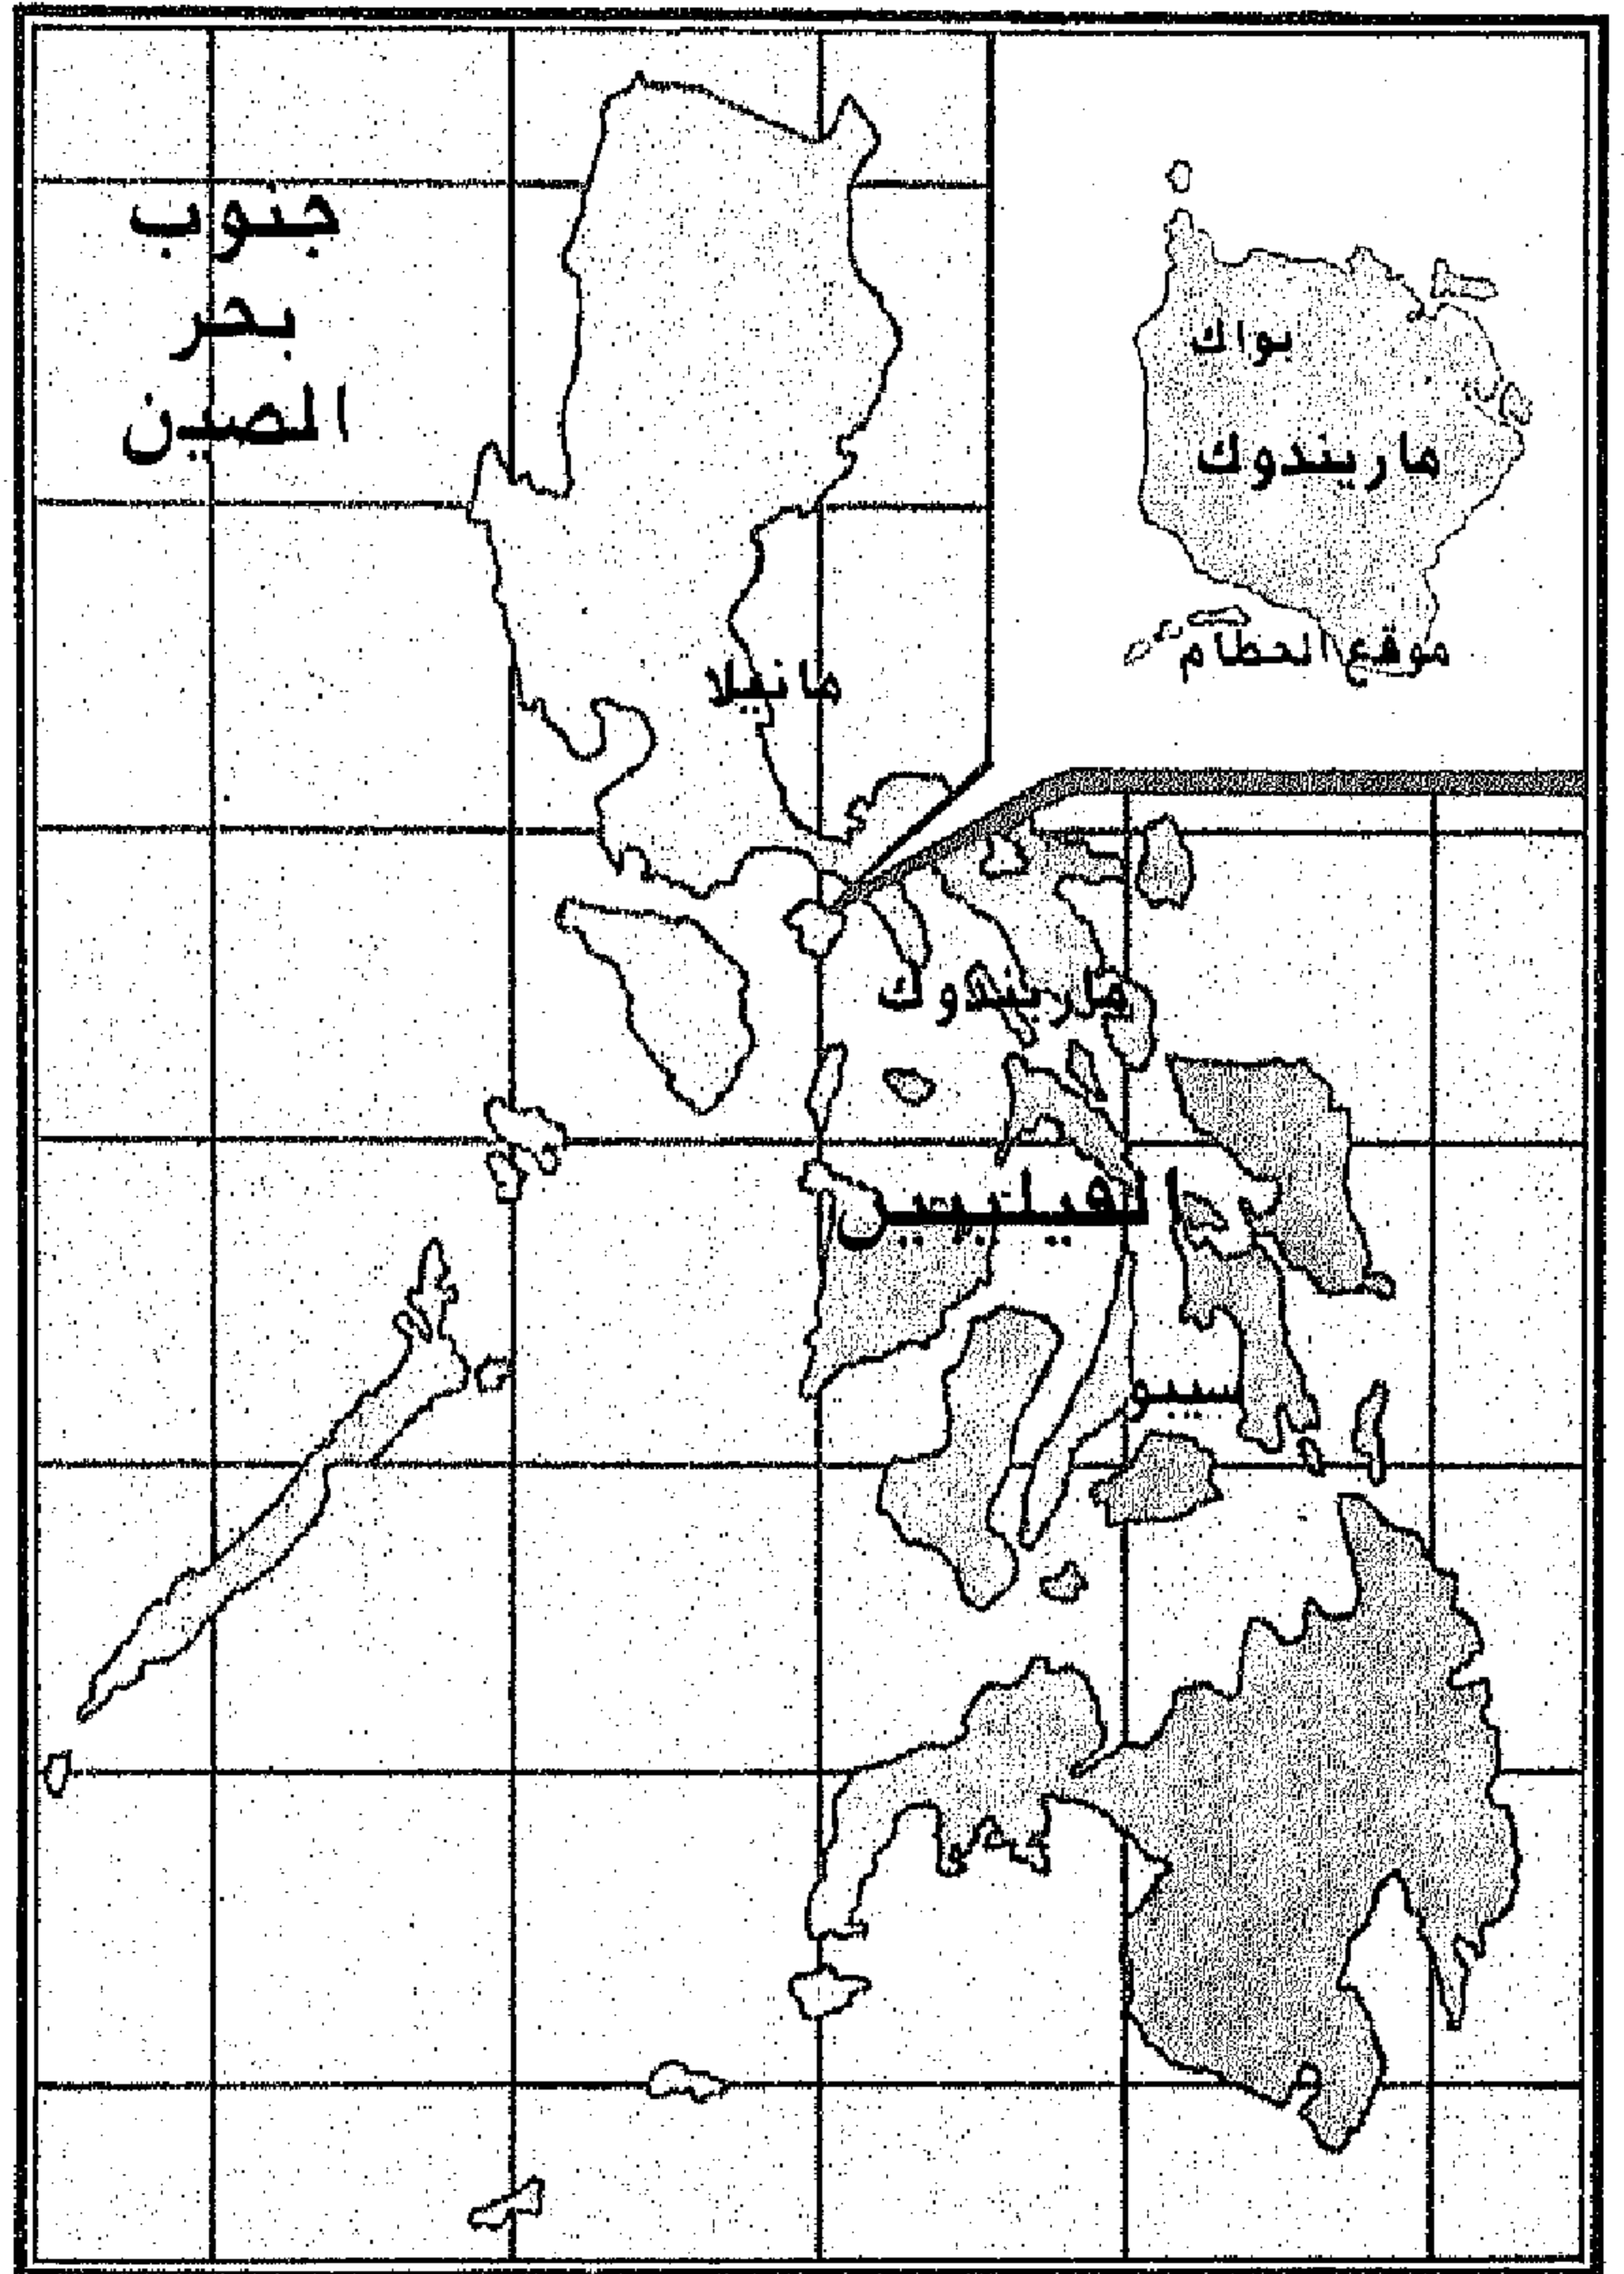 جنوب
بحر
الصين
بواك
ماريندوك
موقع الحطام
مانيلا
ماريندوك
الفيليبين
سيبو